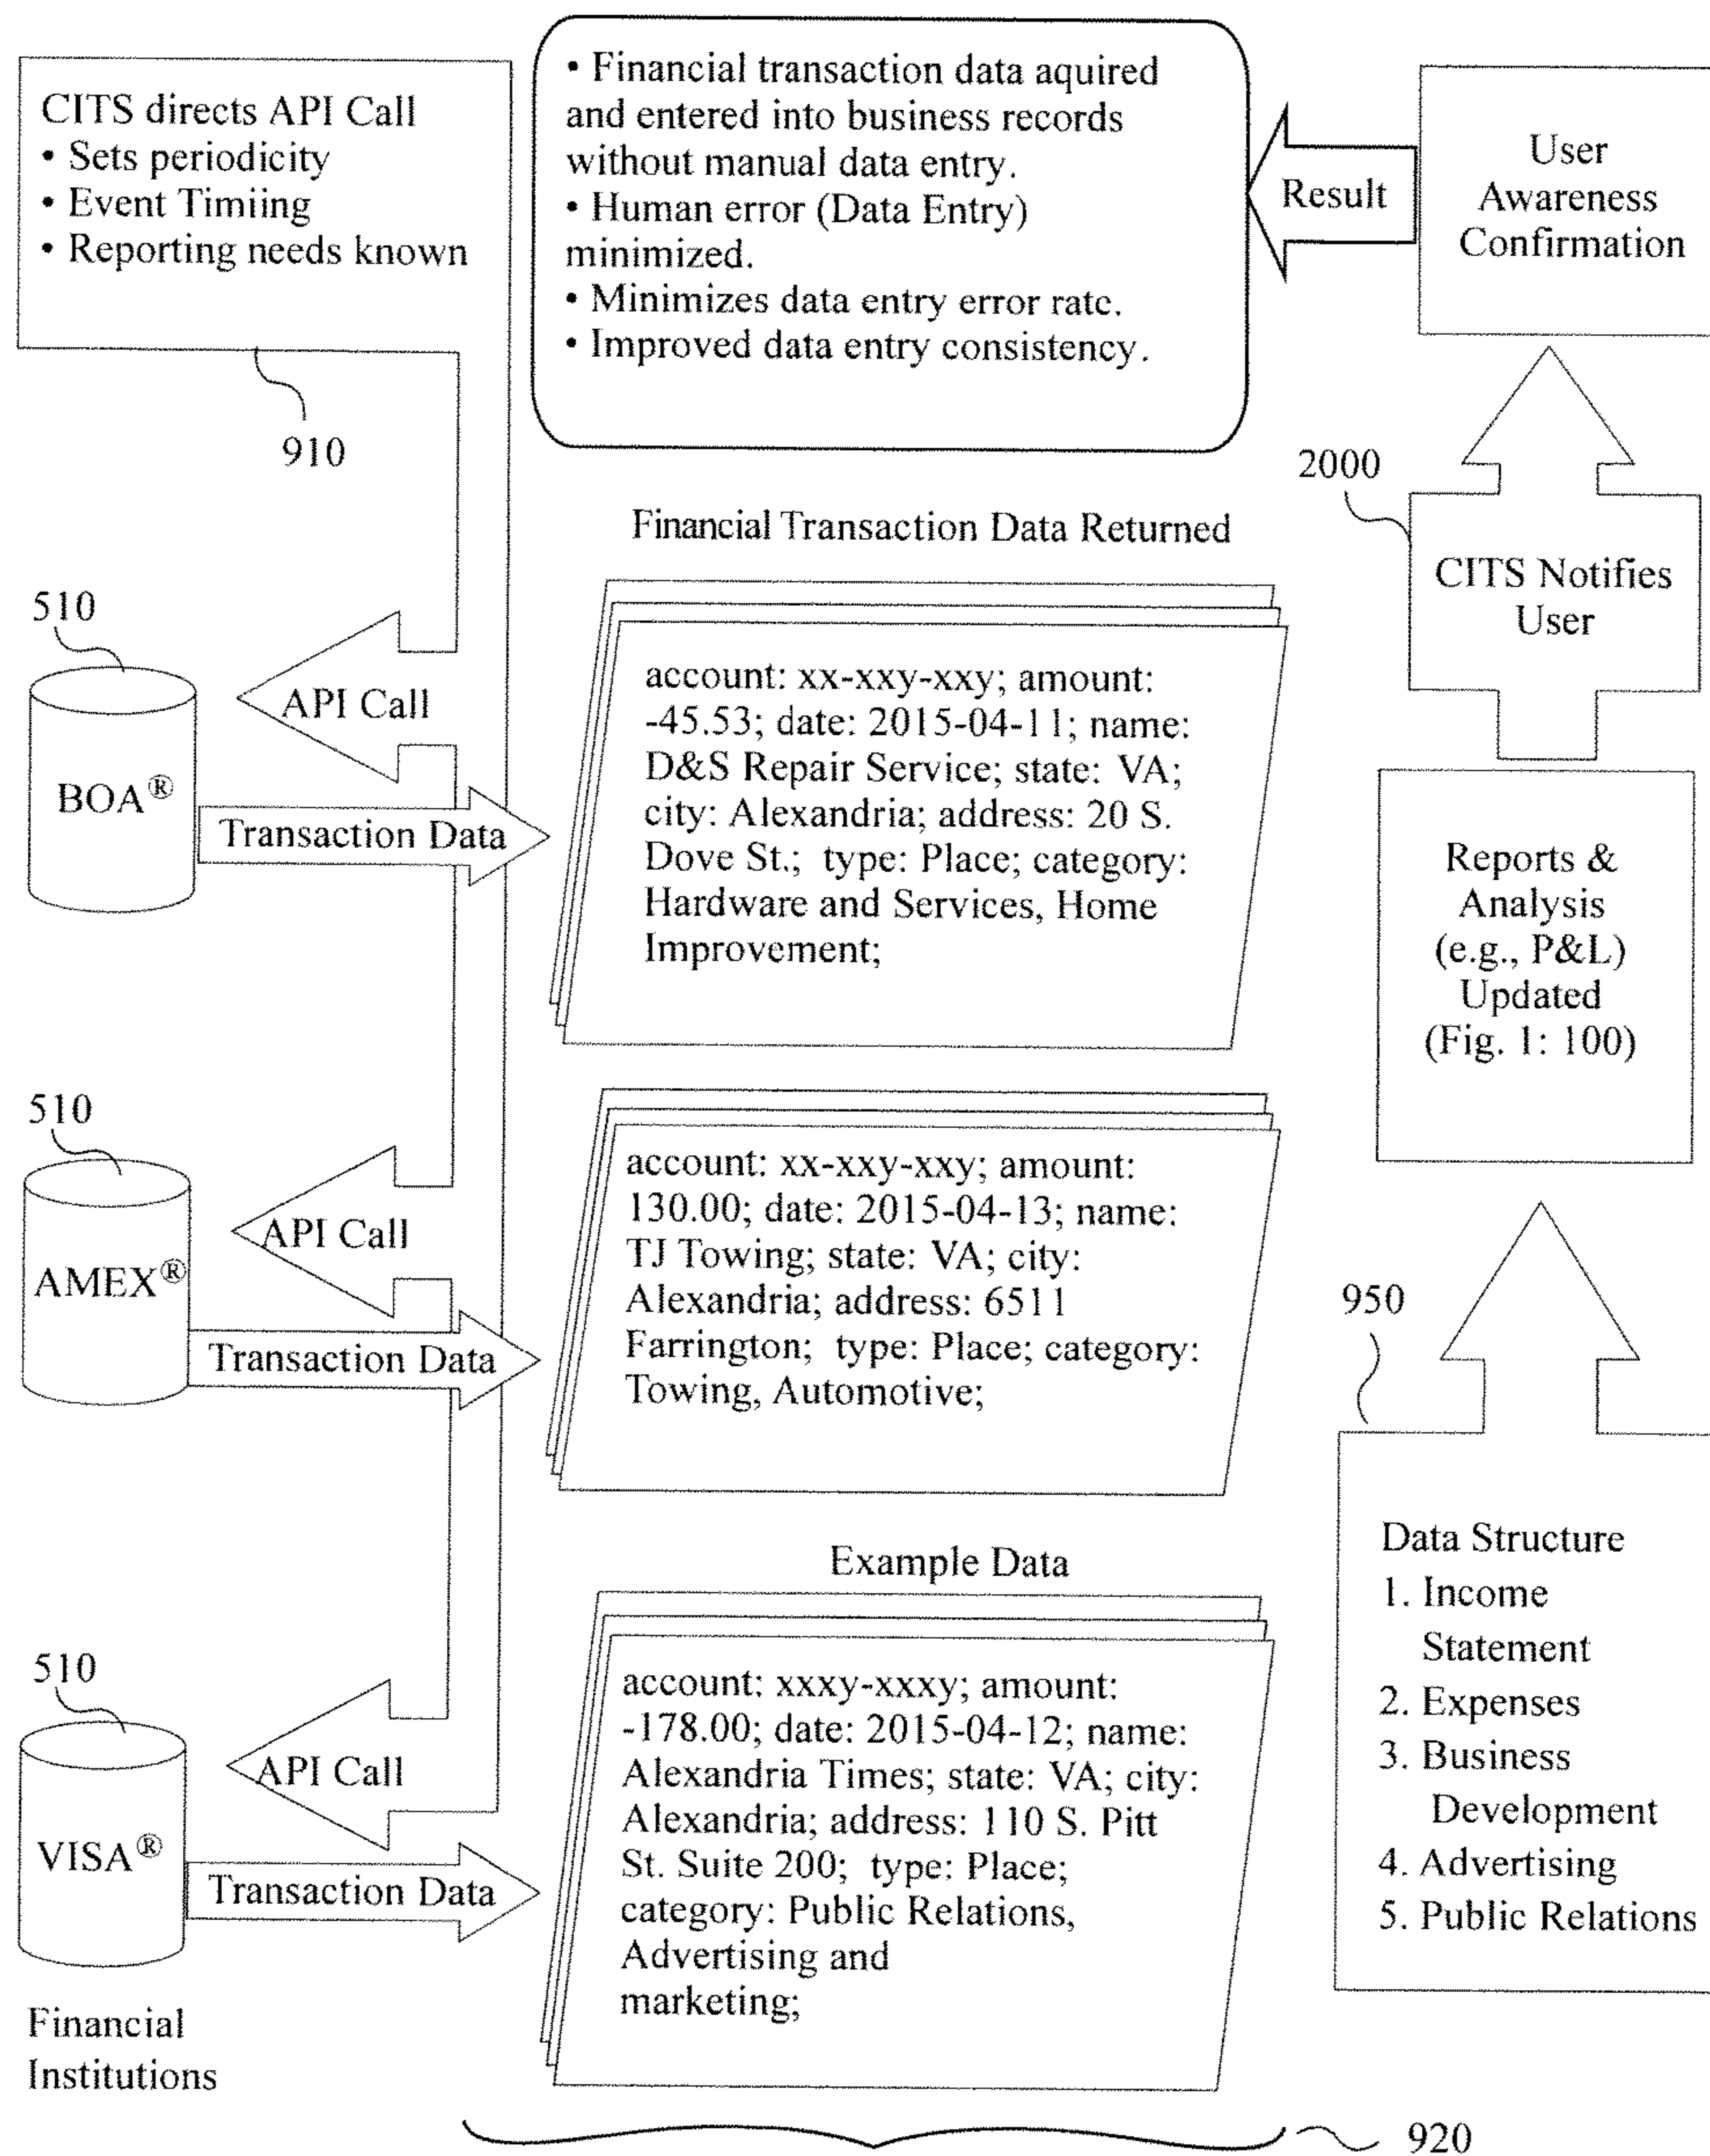 CITS directs API Call
• Sets periodicity
• Event Timiing
• Reporting needs known
910
• Financial transaction data aquired
and entered into business records
without manual data entry.
• Human error (Data Entry)
minimized.
• Minimizes data entry error rate.
• Improved data entry consistency.
Result
User
Awareness
Confirmation
2000
CITS Notifies
User
Reports &
Analysis
(e.g., P&L)
Updated
(Fig. 1: 100)
950
Data Structure
1. Income
Statement
2. Expenses
3. Business
Development
4. Advertising
5. Public Relations
Financial Transaction Data Returned
510
BOA®
API Call
Transaction Data
account: xx-xxy-xxy; amount:
-45.53; date: 2015-04-11; name:
D&S Repair Service; state: VA;
city: Alexandria; address: 20 S.
Dove St.; type: Place; category:
Hardware and Services, Home
Improvement;
510
AMEX®
API Call
Transaction Data
account: xx-xxy-xxy; amount:
130.00; date: 2015-04-13; name:
TJ Towing; state: VA; city:
Alexandria; address: 6511
Farrington; type: Place; category:
Towing, Automotive;
Example Data
510
VISA®
API Call
Transaction Data
account: xxxy-xxxy; amount:
-178.00; date: 2015-04-12; name:
Alexandria Times; state: VA; city:
Alexandria; address: 110 S. Pitt
St. Suite 200; type: Place;
category: Public Relations,
Advertising and
marketing;
Financial
Institutions
920